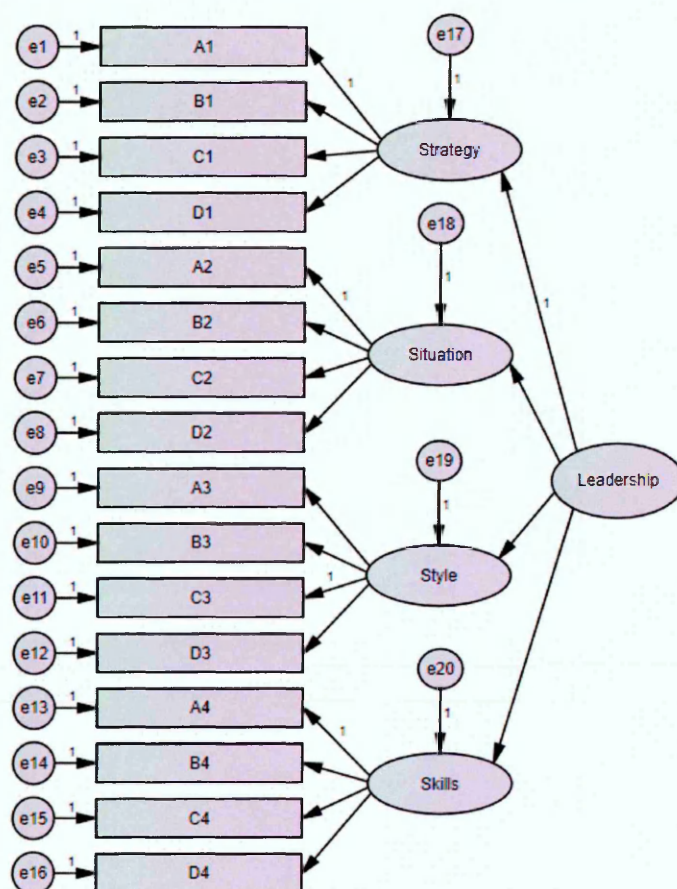 e1 1 A1
e17
1
1
e2 1 B1
e3 1 C1
Strategy
e4 1 D1
e18
e5 1 A2
1
1
1
e6 1 B2
Situation
e7 1 C2
e8 1 D2
e19
Leadership
e9 1 A3
1
e10 1 B3
Style
1
e11 1 C3
e12 1 D3
e20
e13 1 A4
1
1
e14 1 B4
Skills
e15 1 C4
e16 1 D4